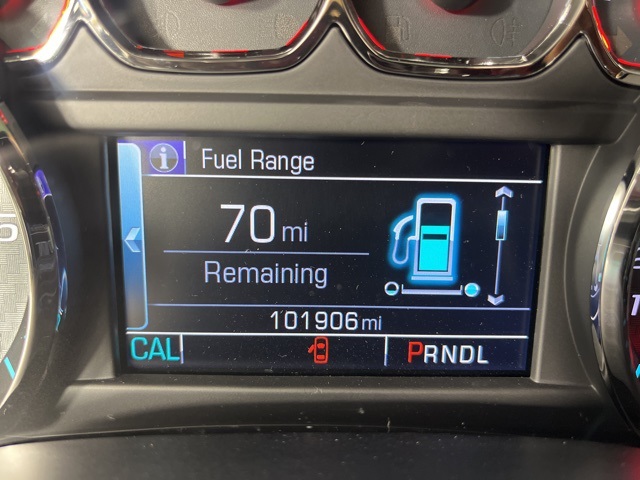 Fuel Range
70 mi
Remaining
101906 mi
CAL PRNDL